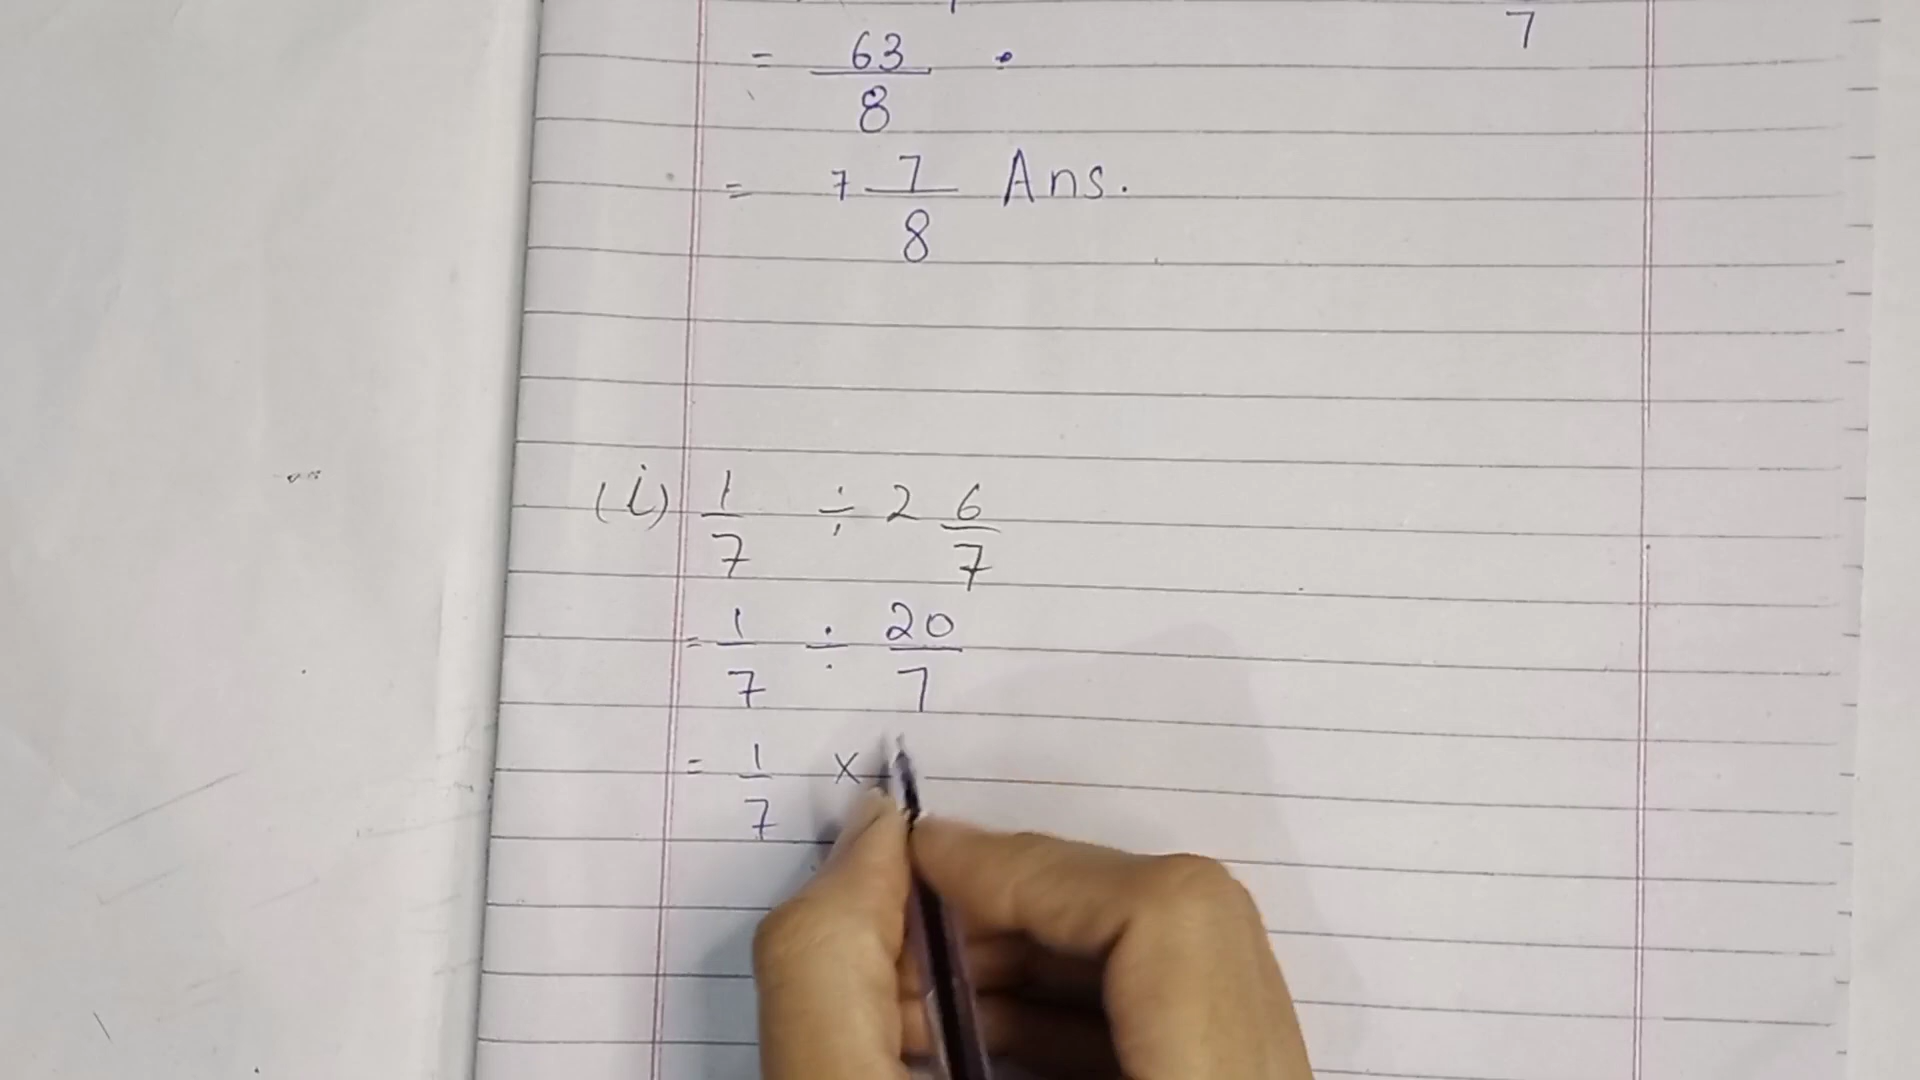 7
= 63/8
= 7 7/8 Ans.
(i) 1/7 ÷ 2 6/7
= 1/7 ÷ 20/7
= 1/7 ×